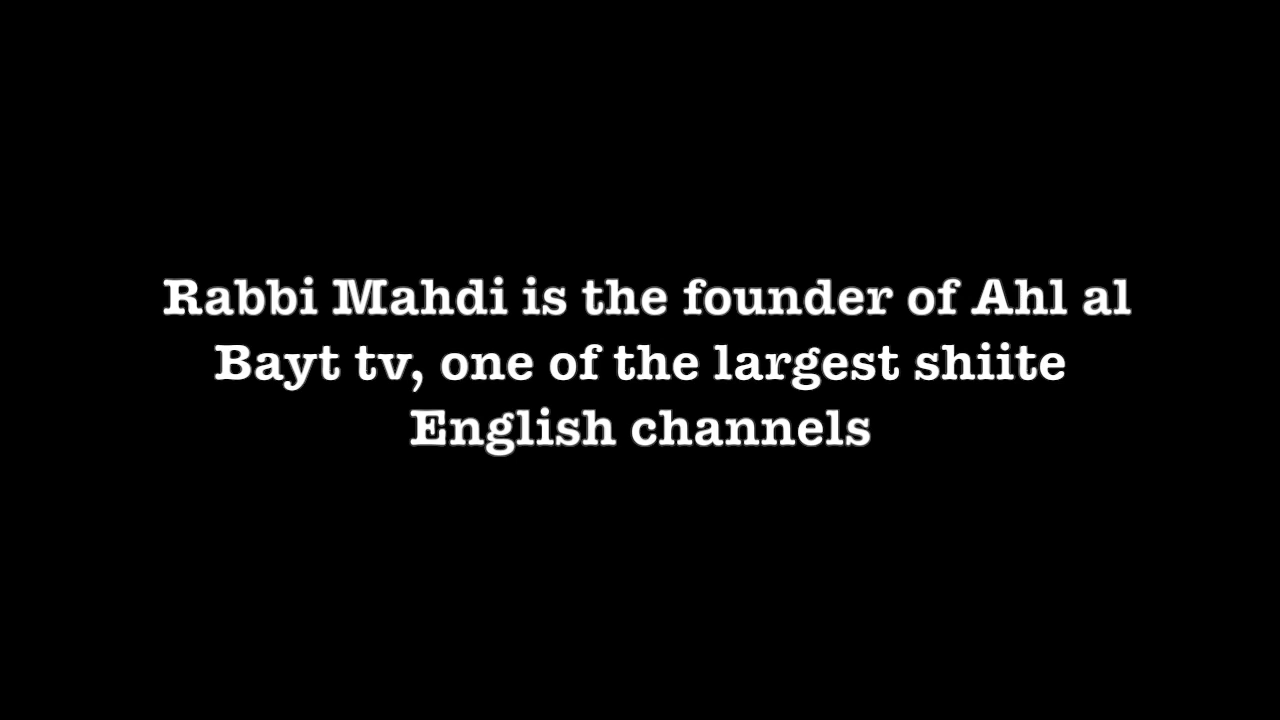 Rabbi Mahdi is the founder of Ahl al
Bayt tv, one of the largest shiite
English channels